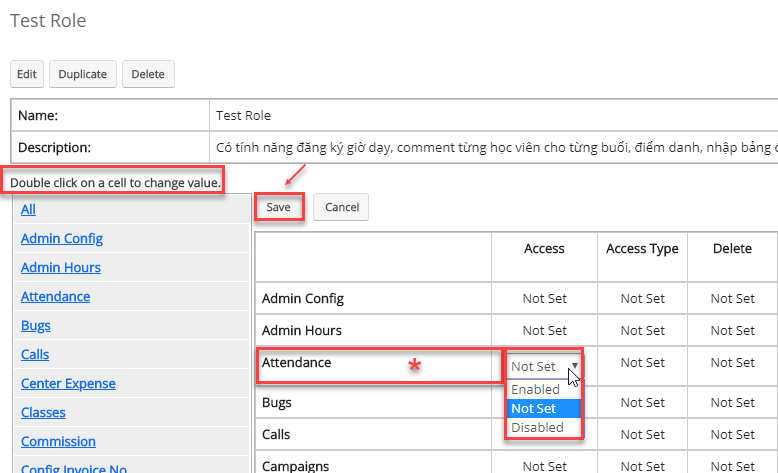 Test Role
Edit Duplicate Delete
Name: Test Role
Description: Có tính năng đăng ký giờ dạy, comment từng học viên cho từng buổi, điểm danh, nhập bảng
Double click on a cell to change value.
Save Cancel
All
Admin Config
Admin Hours
Attendance
Bugs
Calls
Center Expense
Classes
Commission
Config Invoice No
Access Access Type Delete
Admin Config Not Set Not Set Not Set
Admin Hours Not Set Not Set Not Set
Attendance * Not Set Not Set Not Set
Enabled
Not Set
Disabled
Bugs Not Set Not Set
Calls Not Set Not Set
Campaigns Not Set Not Set Not Set